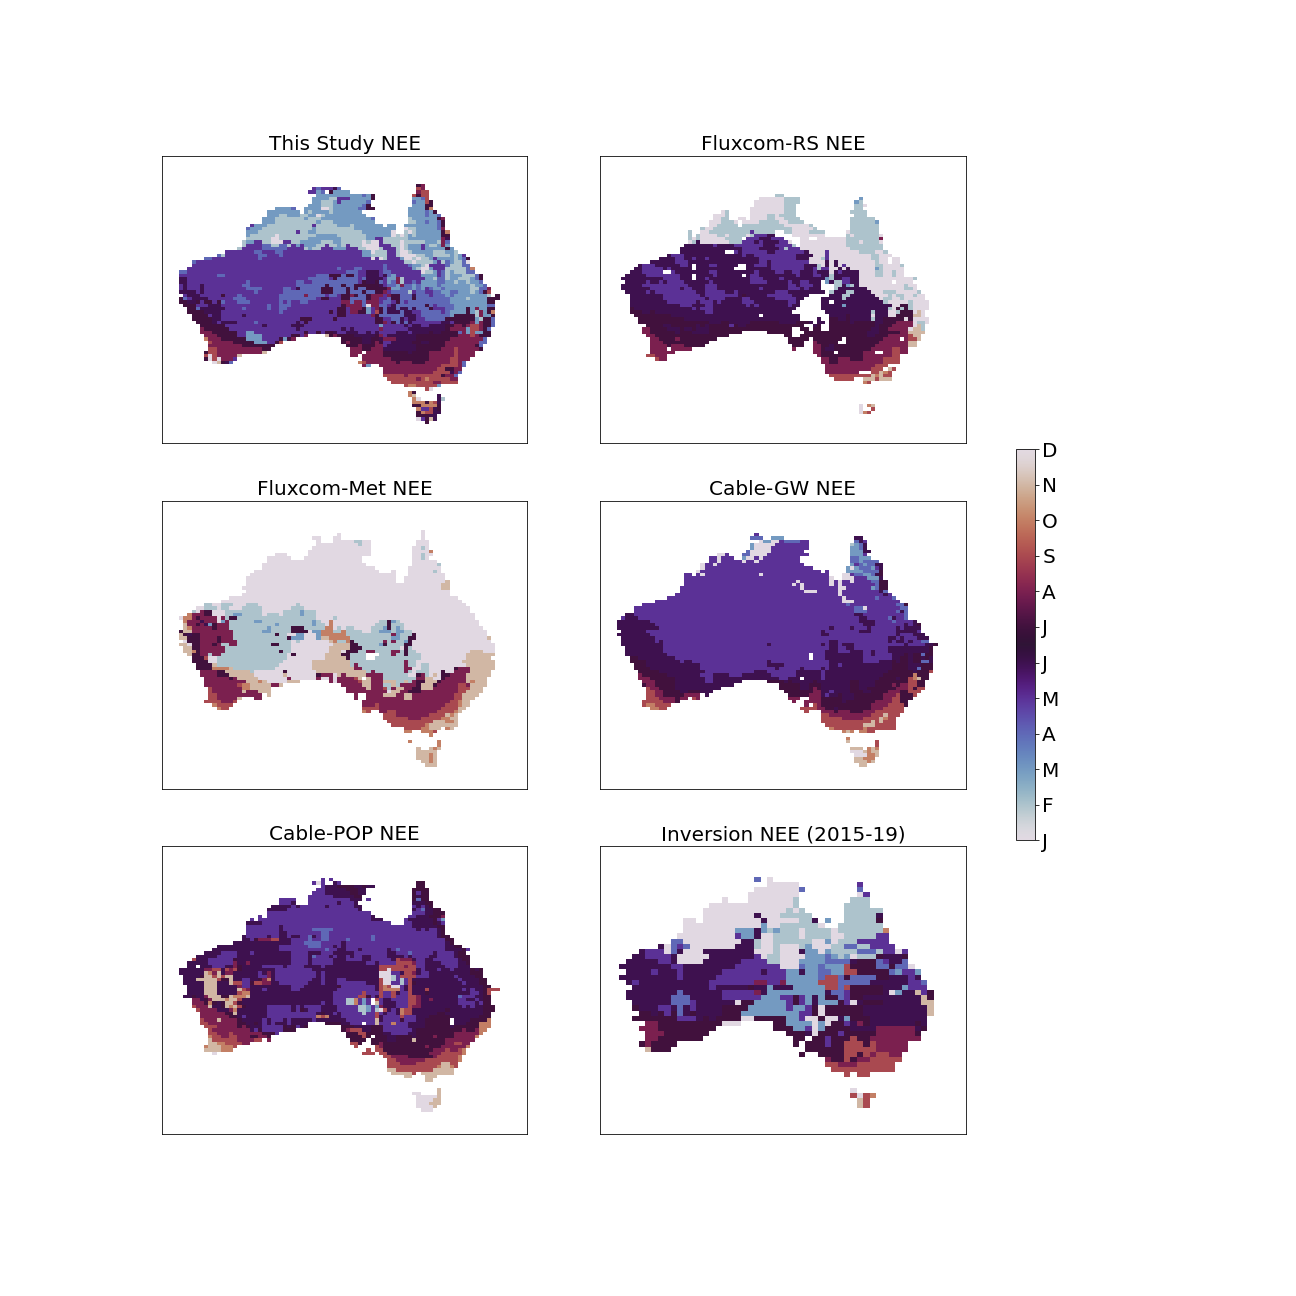 This Study NEE
Fluxcom-RS NEE
Fluxcom-Met NEE
Cable-GW NEE
D
N
O
S
A
J
J
M
A
M
F
J
Cable-POP NEE
Inversion NEE (2015-19)